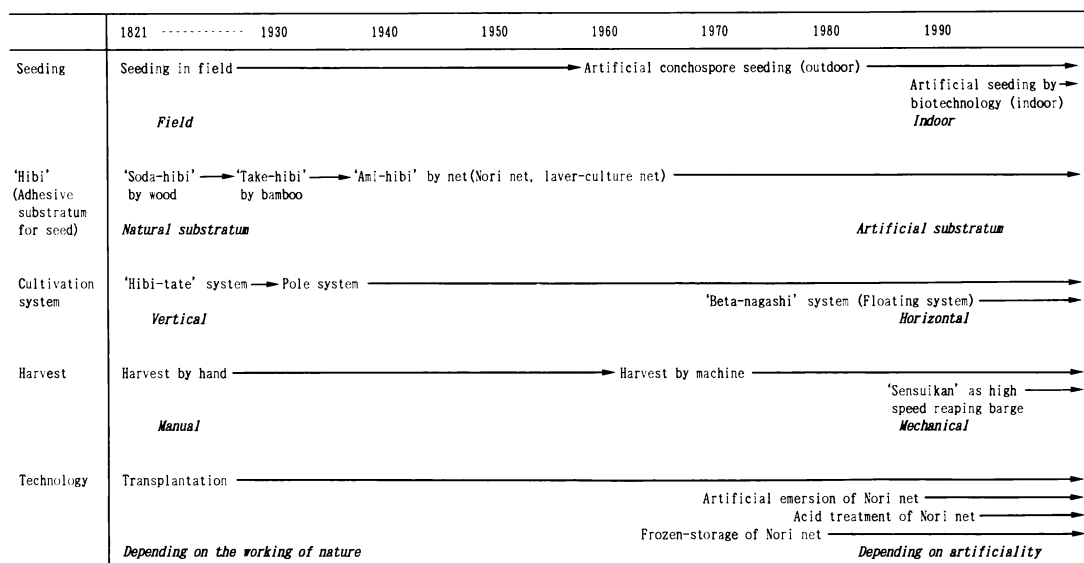 1821 ··········· 1930 1940 1950 1960 1970 1980 1990
Seeding Seeding in field Artificial conchospore seeding (outdoor)
Artificial seeding by
biotechnology (indoor)
Field Indoor
'Hibi' 'Soda-hibi' 'Take-hibi' 'Ami-hibi' by net(Nori net, laver-culture net)
(Adhesive by wood by bamboo
substratum
for seed) Natural substratum Artificial substratum
Cultivation 'Hibi-tate' system Pole system
system 'Beta-nagashi' system (Floating system)
Vertical Horizontal
Harvest Harvest by hand Harvest by machine
'Sensuikan' as high
speed reaping barge
Manual Mechanical
Technology Transplantation
Artificial emersion of Nori net
Acid treatment of Nori net
Frozen-storage of Nori net
Depending on the working of nature Depending on artificiality